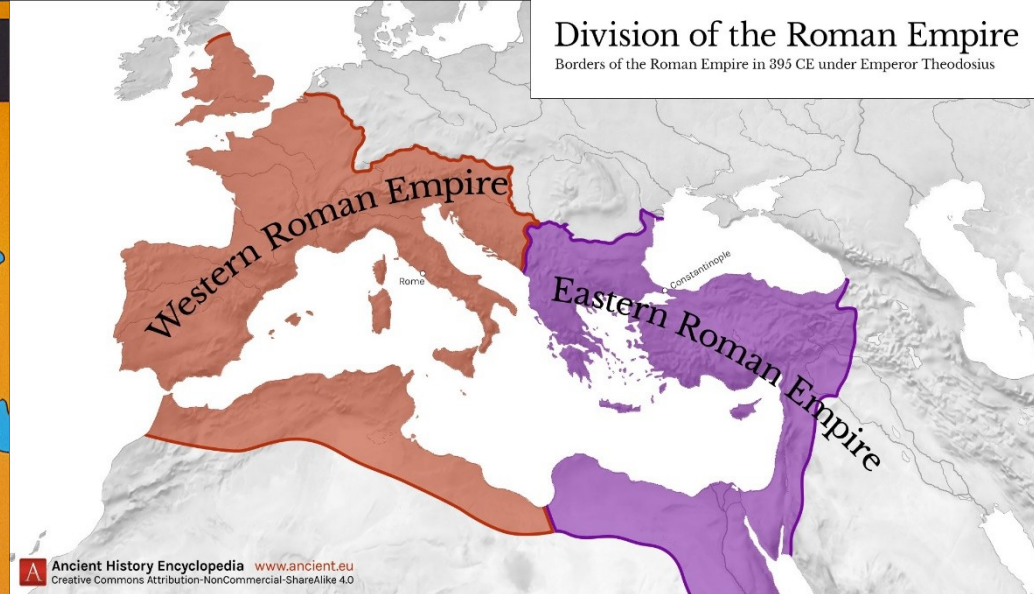 Division of the Roman Empire
Borders of the Roman Empire in 395 CE under Emperor Theodosius
Western Roman Empire
Rome
Constantinople
Eastern Roman Empire
Ancient History Encyclopedia www.ancient.eu
Creative Commons Attribution-NonCommercial-ShareAlike 4.0